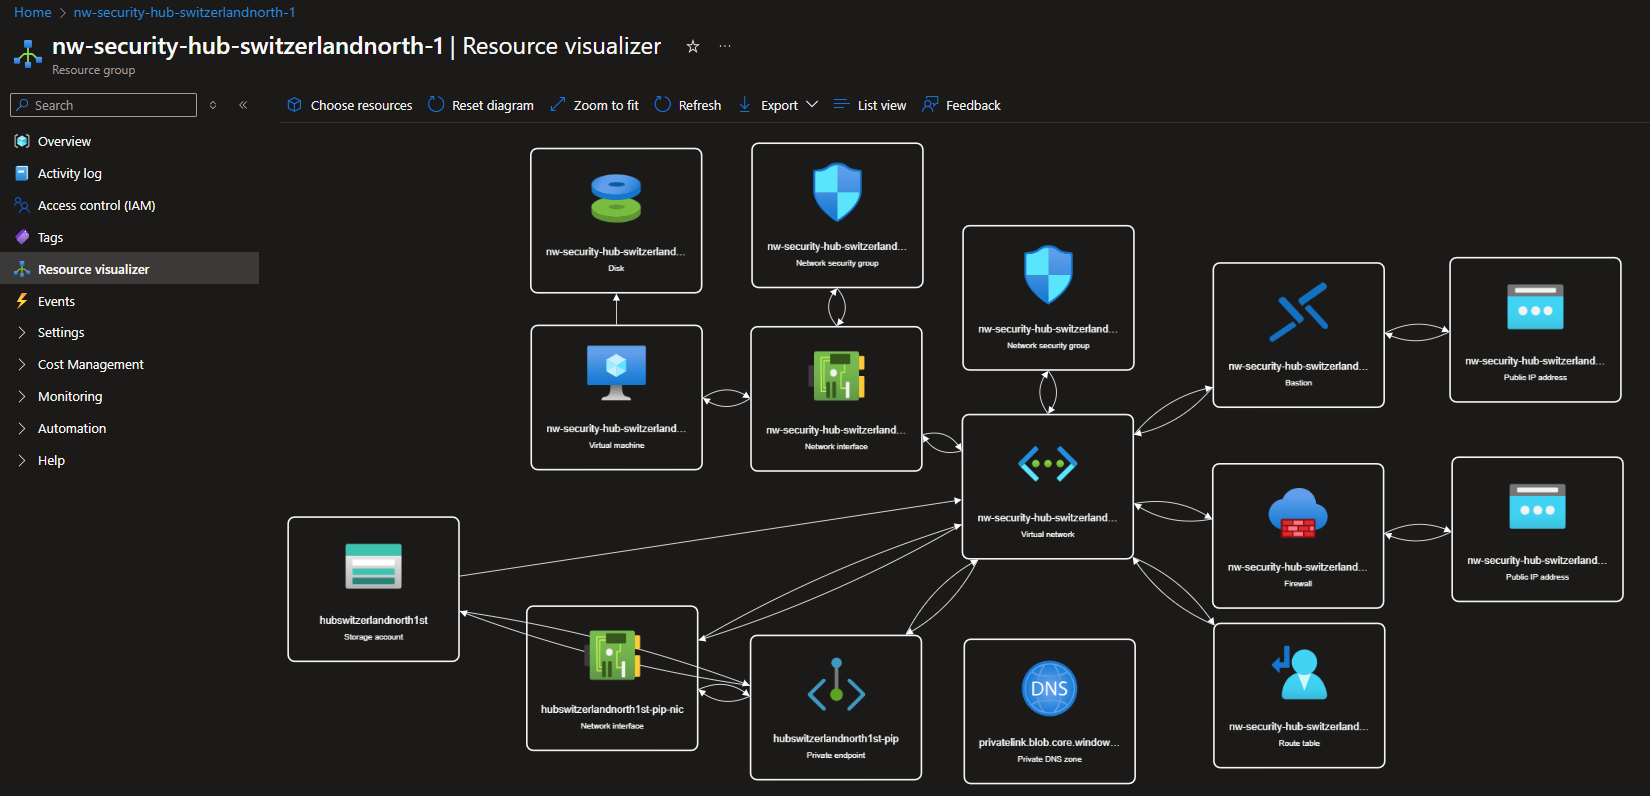 Home > nw-security-hub-switzerlandnorth-1
nw-security-hub-switzerlandnorth-1 | Resource visualizer
Resource group
Search
Choose resources
Reset diagram
Zoom to fit
Refresh
Export
List view
Feedback
Overview
Activity log
Access control (IAM)
Tags
Resource visualizer
Events
Settings
Cost Management
Monitoring
Automation
Help
nw-security-hub-switzerland...
Disk
nw-security-hub-switzerland...
Network security group
nw-security-hub-switzerland...
Network security group
nw-security-hub-switzerland...
Bastion
nw-security-hub-switzerland...
Public IP address
nw-security-hub-switzerland...
Virtual machine
nw-security-hub-switzerland...
Network interface
nw-security-hub-switzerland...
Virtual network
nw-security-hub-switzerland...
Firewall
nw-security-hub-switzerland...
Public IP address
hubswitzerlandnorth1st
Storage account
hubswitzerlandnorth1st-pip-nic
Network interface
hubswitzerlandnorth1st-pip
Private endpoint
DNS
privatelink.blob.core.window...
Private DNS zone
nw-security-hub-switzerland...
Route table